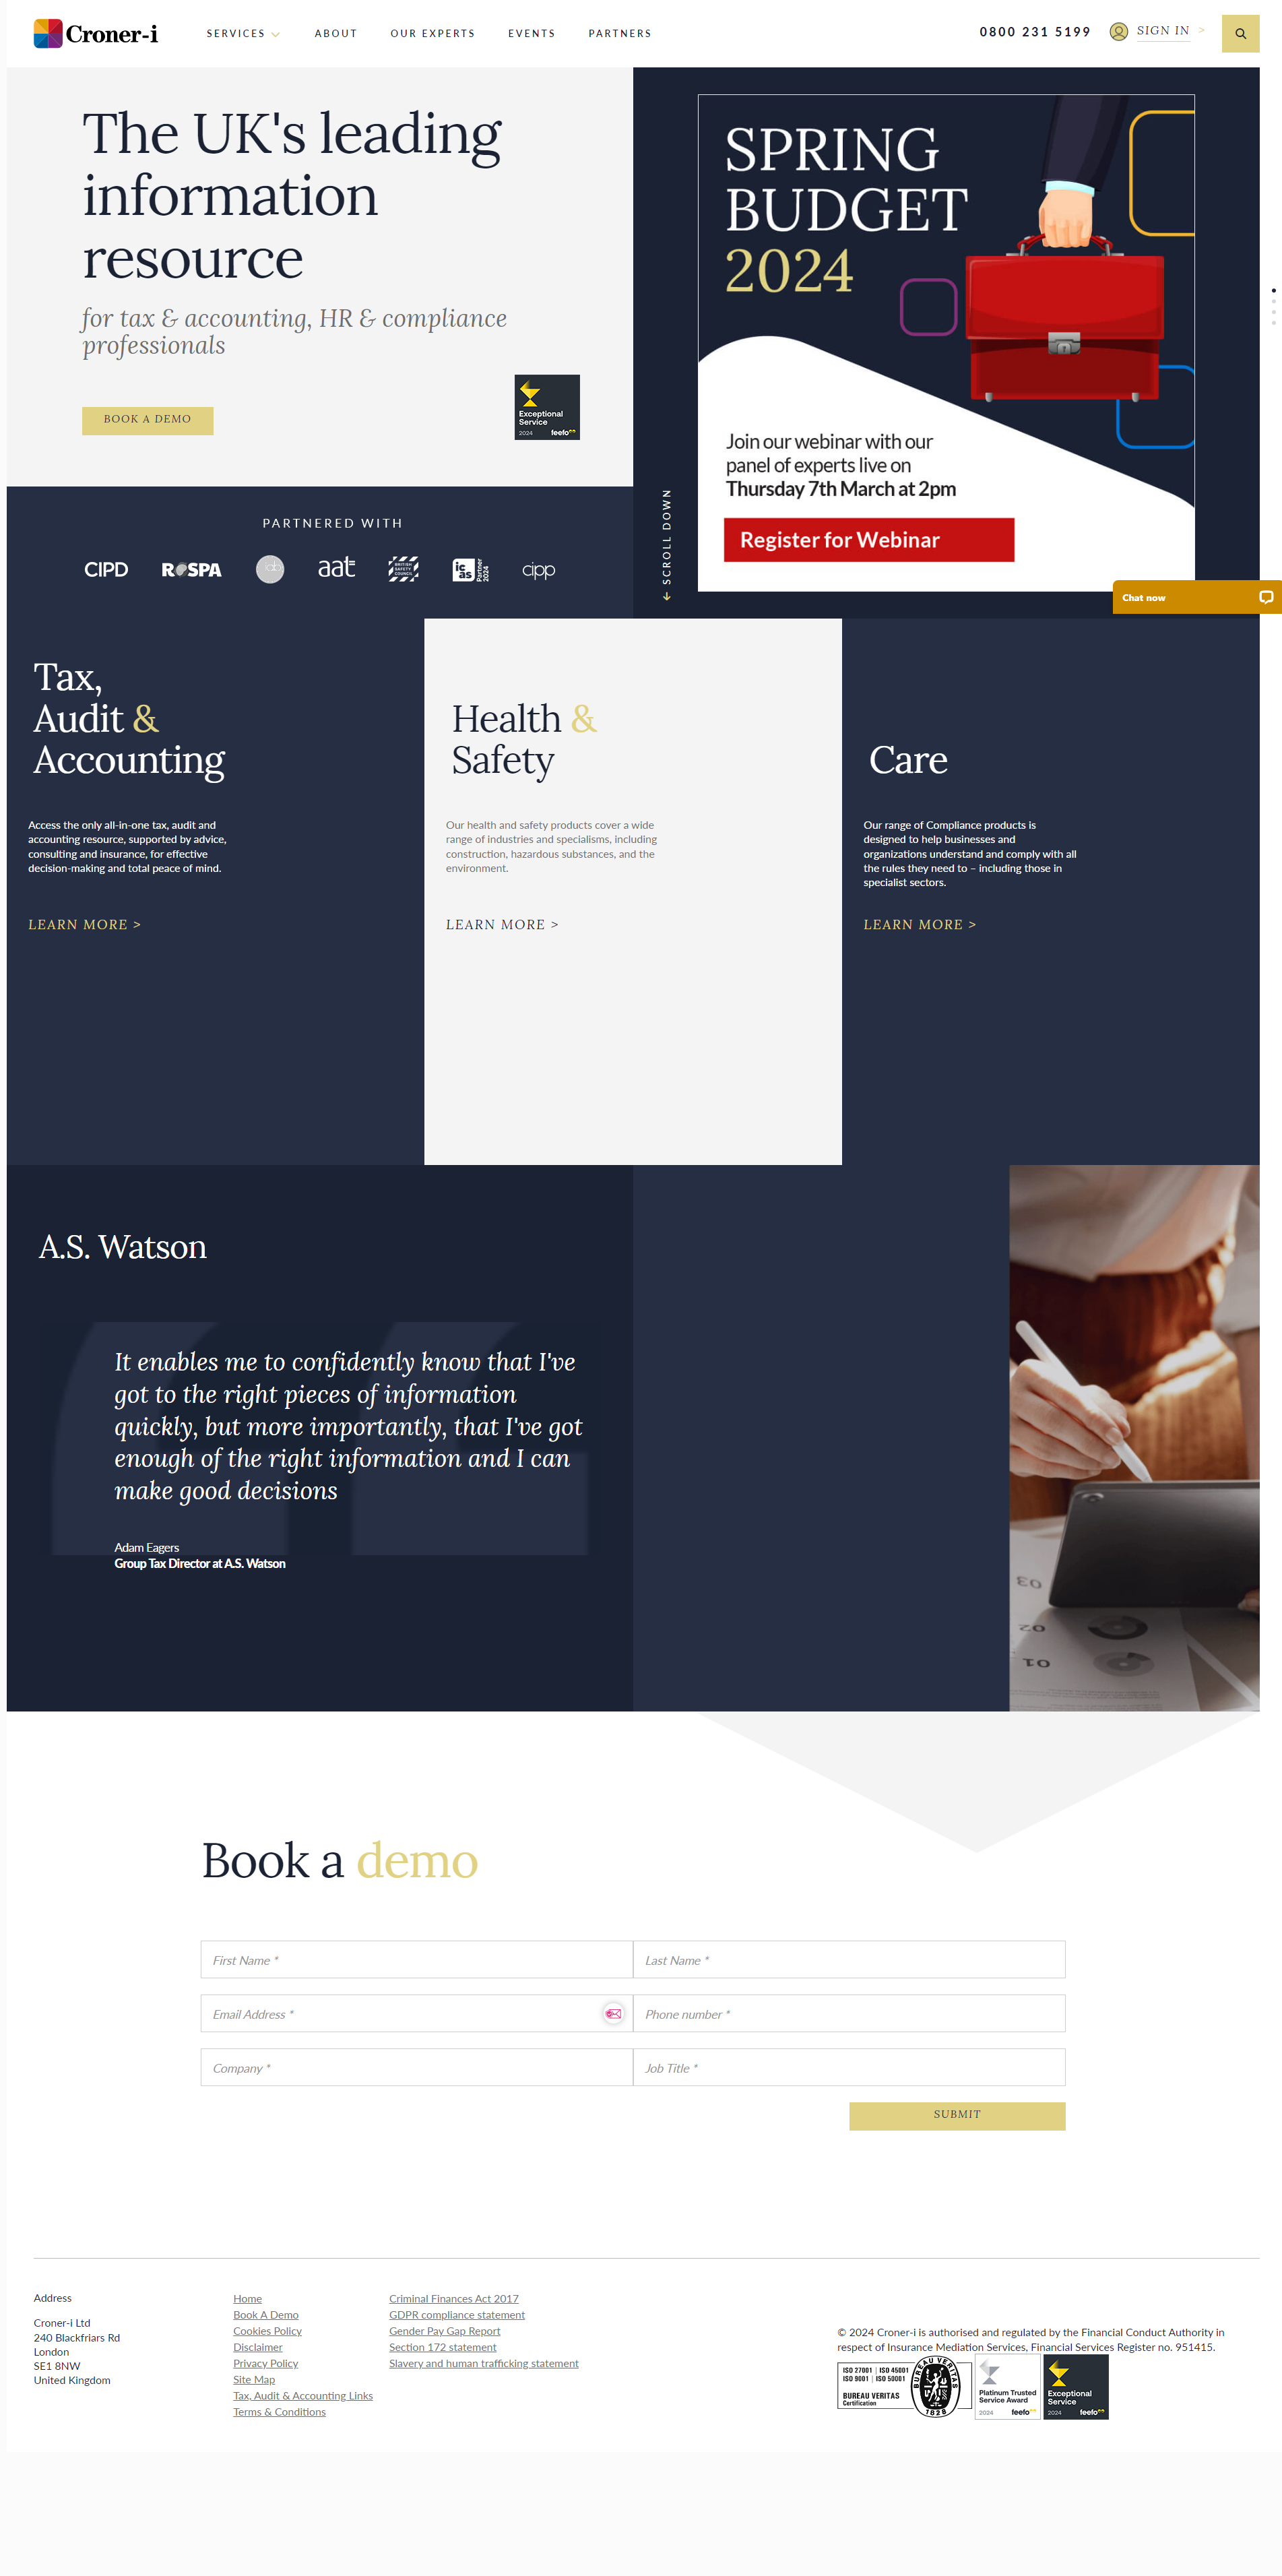 Croner-i
SERVICES
ABOUT
OUR EXPERTS
EVENTS
PARTNERS
0800 231 5199
SIGN IN >
The UK's leading
information
resource
for tax & accounting, HR & compliance
professionals
BOOK A DEMO
Exceptional
Service
2024 feefo
SPRING
BUDGET
2024
Join our webinar with our
panel of experts live on
Thursday 7th March at 2pm
Register for Webinar
SCROLL DOWN
PARTNERED WITH
CIPD
ROSPA
aat
BRITISH
SAFETY
COUNCIL
icas
Partner
2024
cipp
Chat now
Tax,
Audit &
Accounting
Access the only all-in-one tax, audit and
accounting resource, supported by advice,
consulting and insurance, for effective
decision-making and total peace of mind.
LEARN MORE >
Health &
Safety
Our health and safety products cover a wide
range of industries and specialisms, including
construction, hazardous substances, and the
environment.
LEARN MORE >
Care
Our range of Compliance products is
designed to help businesses and
organizations understand and comply with all
the rules they need to – including those in
specialist sectors.
LEARN MORE >
A.S. Watson
It enables me to confidently know that I've
got to the right pieces of information
quickly, but more importantly, that I've got
enough of the right information and I can
make good decisions
Adam Eagers
Group Tax Director at A.S. Watson
03
02
01
Book a demo
First Name *
Last Name *
Email Address *
Phone number *
Company *
Job Title *
SUBMIT
Address
Croner-i Ltd
240 Blackfriars Rd
London
SE1 8NW
United Kingdom
Home
Book A Demo
Cookies Policy
Disclaimer
Privacy Policy
Site Map
Tax, Audit & Accounting Links
Terms & Conditions
Criminal Finances Act 2017
GDPR compliance statement
Gender Pay Gap Report
Section 172 statement
Slavery and human trafficking statement
© 2024 Croner-i is authorised and regulated by the Financial Conduct Authority in
respect of Insurance Mediation Services, Financial Services Register no. 951415.
ISO 27001 | ISO 45001
ISO 9001 | ISO 50001
BUREAU VERITAS
Certification
BUREAU VERITAS
1828
Platinum Trusted
Service Award
2024 feefo
Exceptional
Service
2024 feefo